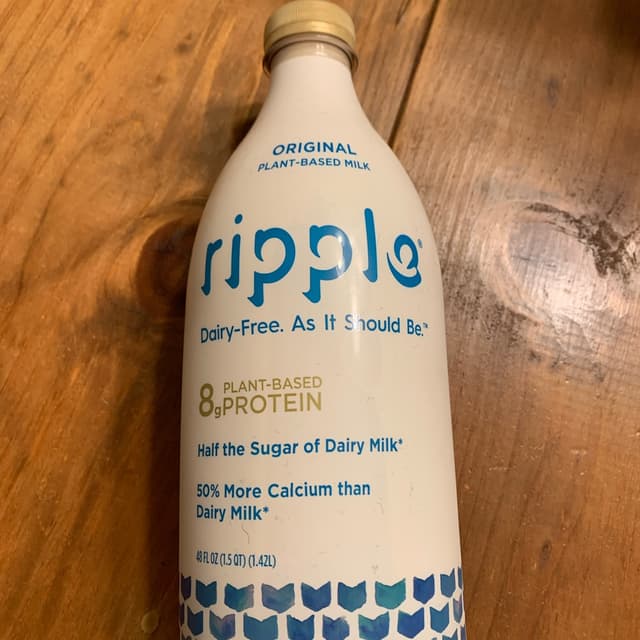 ORIGINAL
PLANT-BASED MILK
ripple®
Dairy-Free. As It Should Be.™
8g PLANT-BASED
PROTEIN
Half the Sugar of Dairy Milk*
50% More Calcium than
Dairy Milk*
48 FL OZ (1.5 QT) (1.42L)